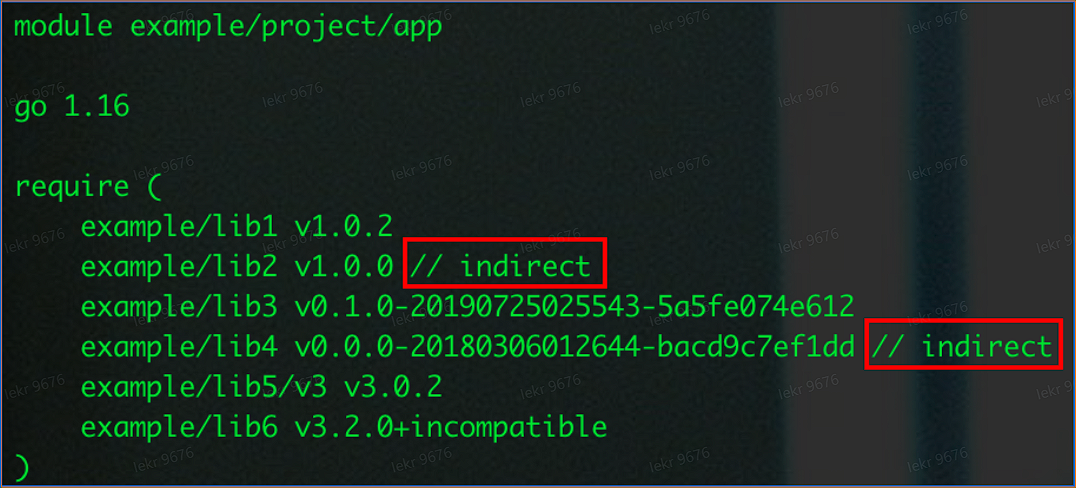 module example/project/app
go 1.16
require (
example/lib1 v1.0.2
example/lib2 v1.0.0 // indirect
example/lib3 v0.1.0-20190725025543-5a5fe074e612
example/lib4 v0.0.0-20180306012644-bacd9c7ef1dd // indirect
example/lib5/v3 v3.0.2
example/lib6 v3.2.0+incompatible
)
lekr 9676